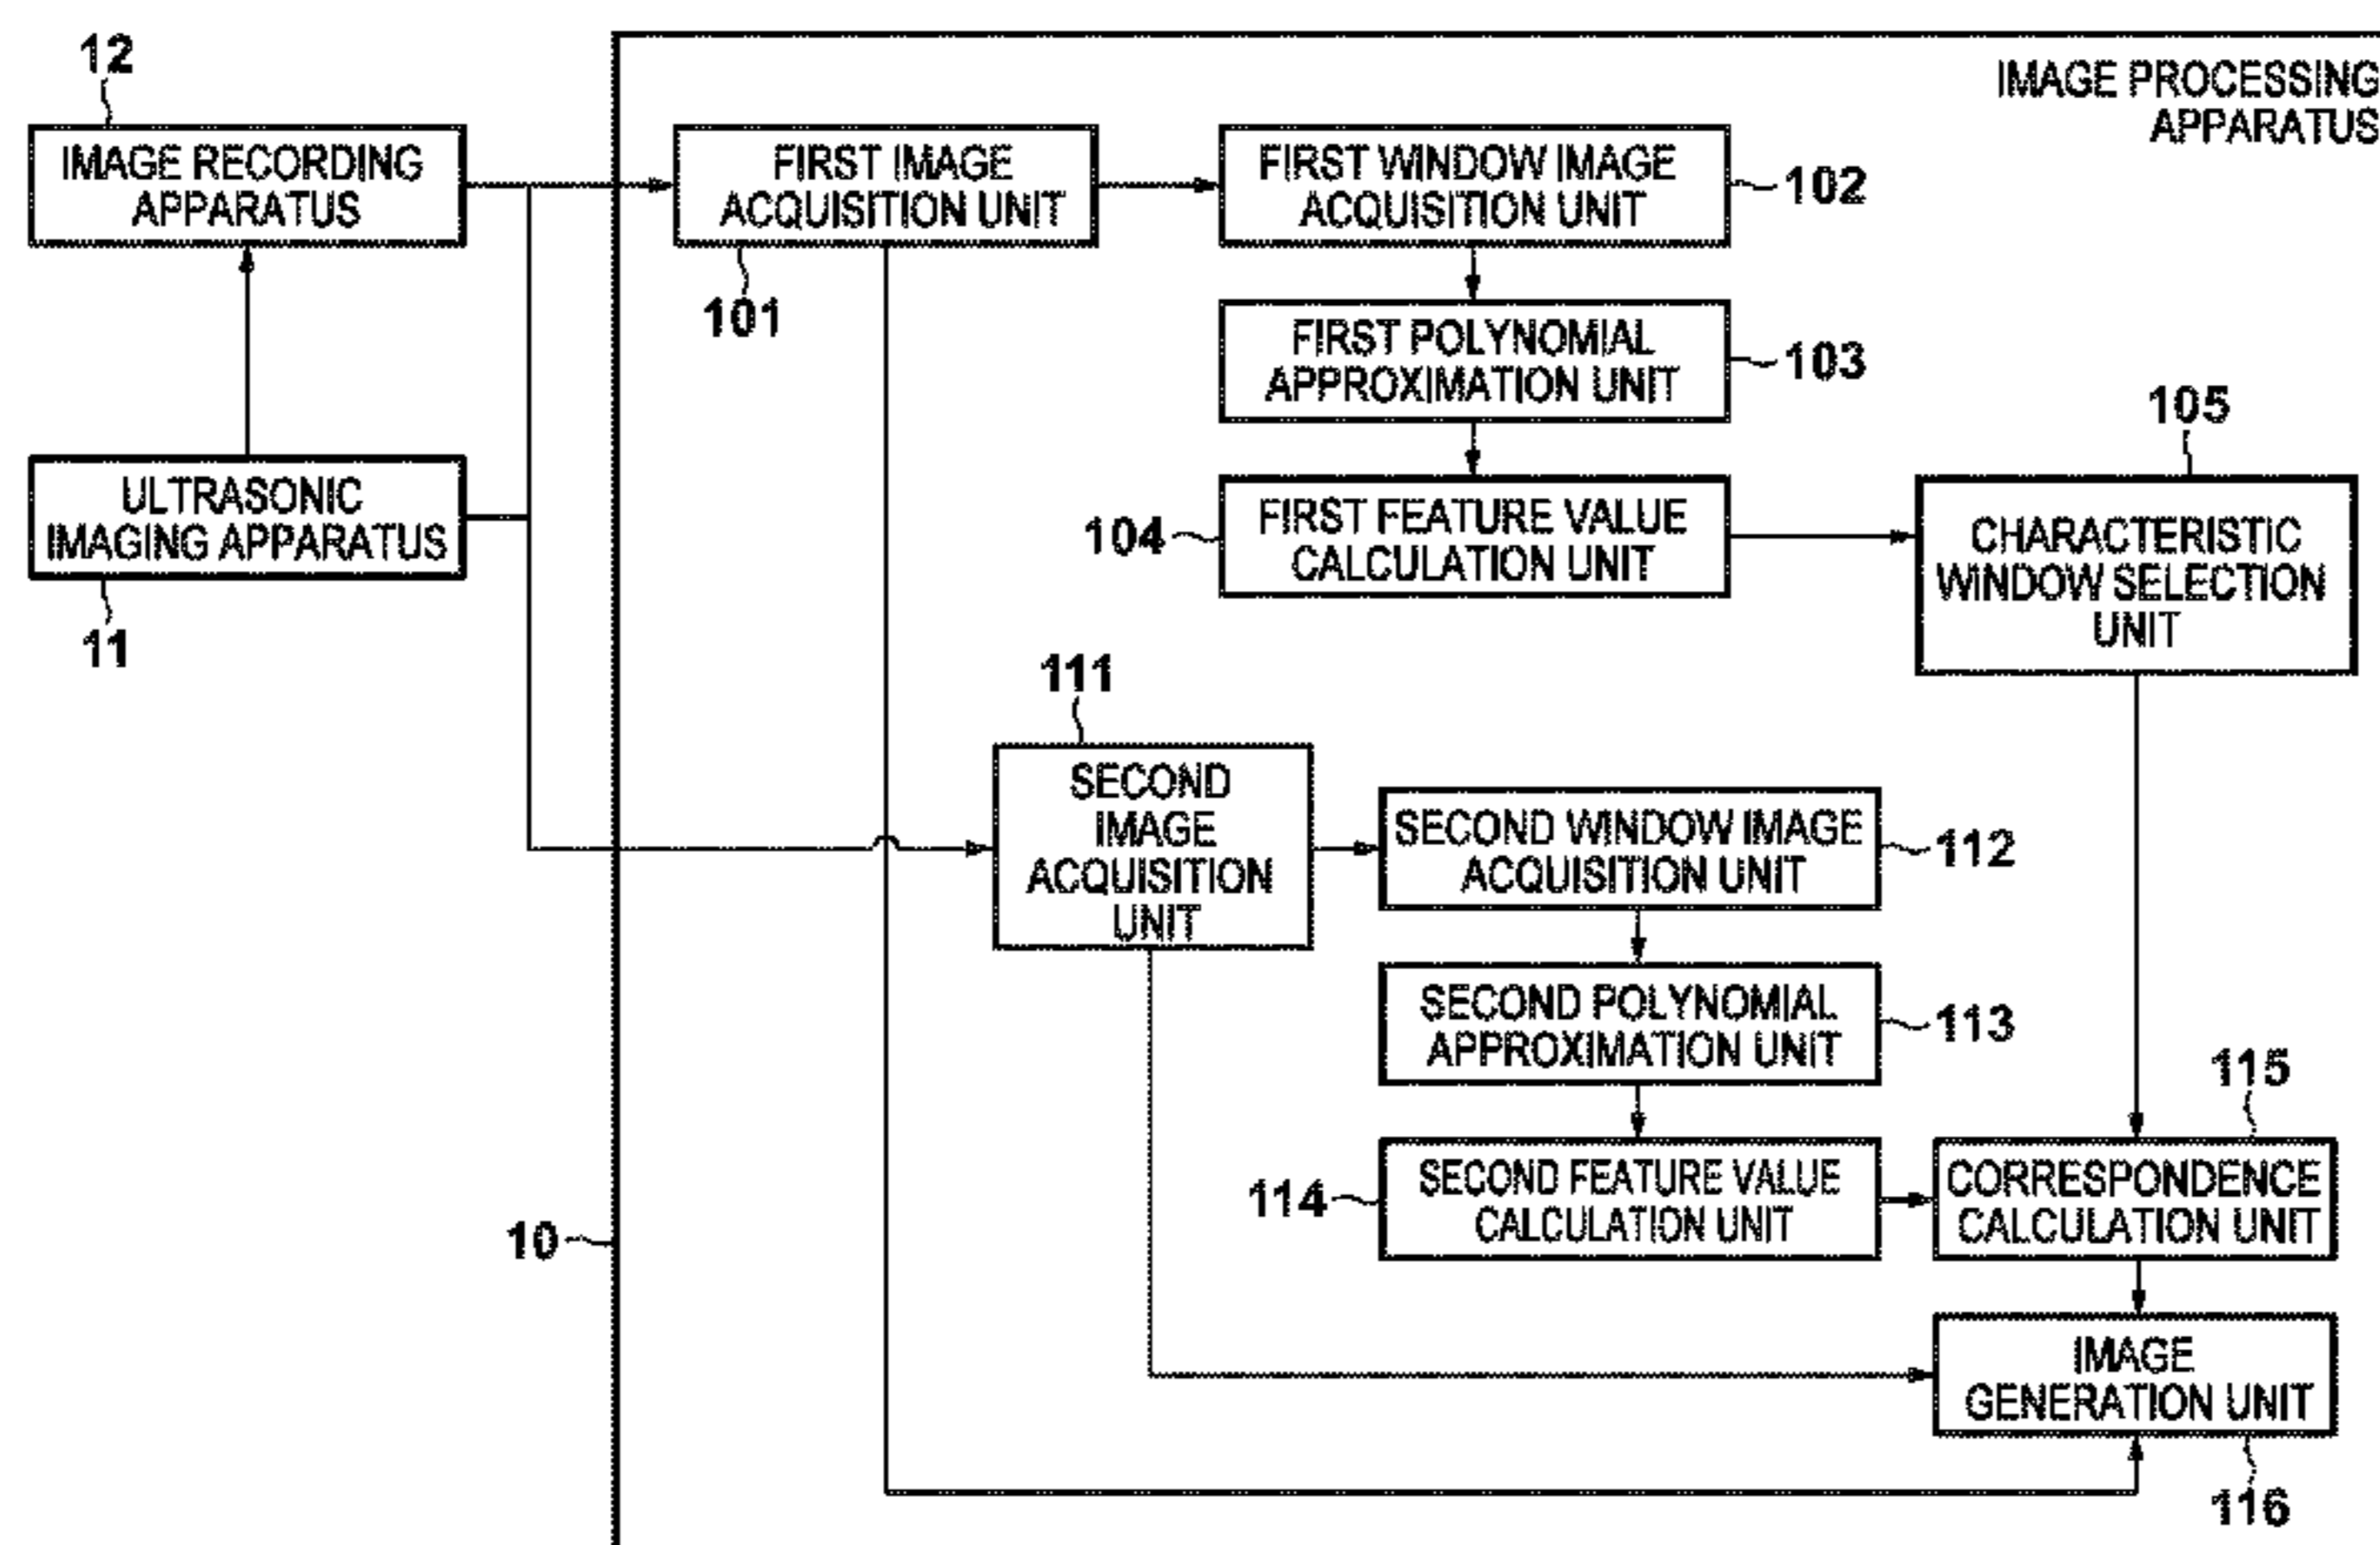 12
IMAGE PROCESSING
APPARATUS
IMAGE RECORDING
APPARATUS
FIRST IMAGE
ACQUISITION UNIT
FIRST WINDOW IMAGE
ACQUISITION UNIT
102
101
FIRST POLYNOMIAL
APPROXIMATION UNIT
103
105
ULTRASONIC
IMAGING APPARATUS
104
FIRST FEATURE VALUE
CALCULATION UNIT
CHARACTERISTIC
WINDOW SELECTION
UNIT
11
111
SECOND
IMAGE
ACQUISITION
UNIT
SECOND WINDOW IMAGE
ACQUISITION UNIT
112
SECOND POLYNOMIAL
APPROXIMATION UNIT
113
115
10
114
SECOND FEATURE VALUE
CALCULATION UNIT
CORRESPONDENCE
CALCULATION UNIT
IMAGE
GENERATION UNIT
116